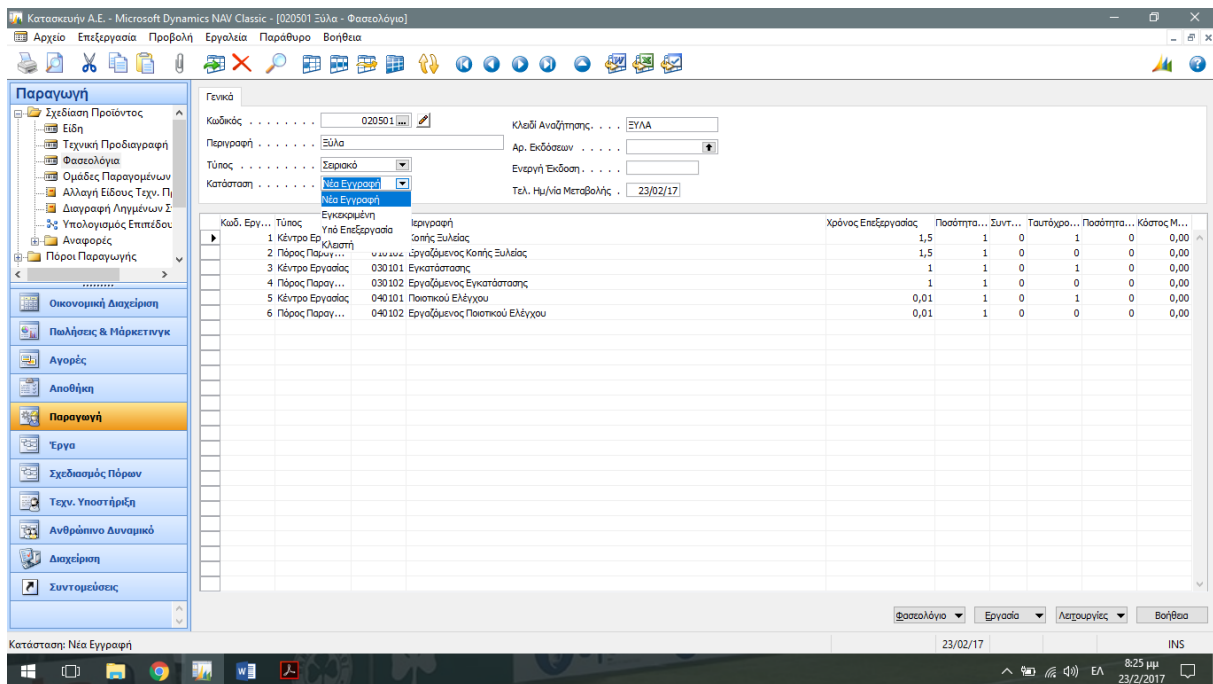 Κατασκευήν Α.Ε. - Microsoft Dynamics NAV Classic - [020501 Ξύλα - Φασεολόγιο]
Αρχείο Επεξεργασία Προβολή Εργαλεία Παράθυρο Βοήθεια
Παραγωγή
Σχεδίαση Προϊόντος
Είδη
Τεχνική Προδιαγραφή
Φασεολόγια
Ομάδες Παραγομένων
Αλλαγή Είδους Τεχν. Πρ
Διαγραφή Ληγμένων Σ
Υπολογισμός Επιπέδου
Αναφορές
Πόροι Παραγωγής
Οικονομική Διαχείριση
Πωλήσεις & Μάρκετινγκ
Αγορές
Αποθήκη
Παραγωγή
Έργα
Σχεδιασμός Πόρων
Τεχν. Υποστήριξη
Ανθρώπινο Δυναμικό
Διαχείριση
Συντομεύσεις
Γενικά
Κωδικός . . . . . . . . 020501 ...
Περιγραφή . . . . . . . Ξύλα
Τύπος . . . . . . . . . Σειριακό
Κατάσταση . . . . . . . Νέα Εγγραφή
Νέα Εγγραφή
Εγκεκριμένη
Υπό Επεξεργασία
Κλειστή
Κλειδί Αναζήτησης. . . . ΞΥΛΑ
Αρ. Εκδόσεων . . . . .
Ενεργή Έκδοση. . . . .
Τελ. Ημ/νία Μεταβολής . 23/02/17
Κωδ. Εργ... Τύπος Περιγραφή Χρόνος Επεξεργασίας Ποσότητα... Συντ... Ταυτόχρο... Ποσότητα... Κόστος Μ...
1 Κέντρο Ερ Κοπής Ξυλείας 1,5 1 0 1 0 0,00
2 Πόρος Παραγ... 010102 Εργαζόμενος Κοπής Ξυλείας 1,5 1 0 0 0 0,00
3 Κέντρο Εργασίας 030101 Εγκατάστασης 1 1 0 1 0 0,00
4 Πόρος Παραγ... 030102 Εργαζόμενος Εγκατάστασης 1 1 0 0 0 0,00
5 Κέντρο Εργασίας 040101 Ποιοτικού Ελέγχου 0,01 1 0 1 0 0,00
6 Πόρος Παραγ... 040102 Εργαζόμενος Ποιοτικού Ελέγχου 0,01 1 0 0 0 0,00
Φασεολόγιο Εργασία Λειτουργίες Βοήθεια
Κατάσταση: Νέα Εγγραφή 23/02/17 INS
ΕΛ 8:25 μμ
23/2/2017